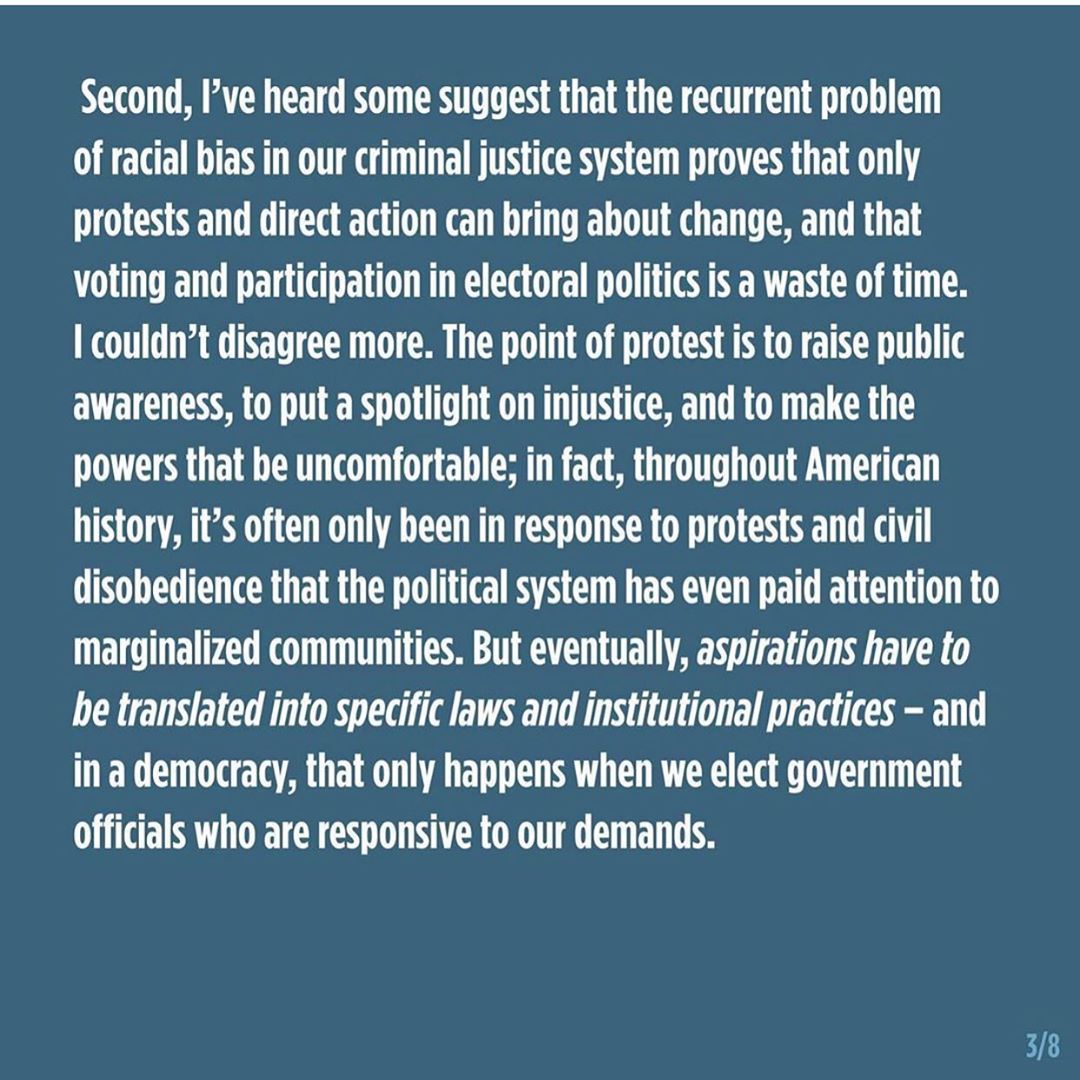 Second, I’ve heard some suggest that the recurrent problem
of racial bias in our criminal justice system proves that only
protests and direct action can bring about change, and that
voting and participation in electoral politics is a waste of time.
I couldn’t disagree more. The point of protest is to raise public
awareness, to put a spotlight on injustice, and to make the
powers that be uncomfortable; in fact, throughout American
history, it’s often only been in response to protests and civil
disobedience that the political system has even paid attention to
marginalized communities. But eventually, aspirations have to
be translated into specific laws and institutional practices – and
in a democracy, that only happens when we elect government
officials who are responsive to our demands.
3/8